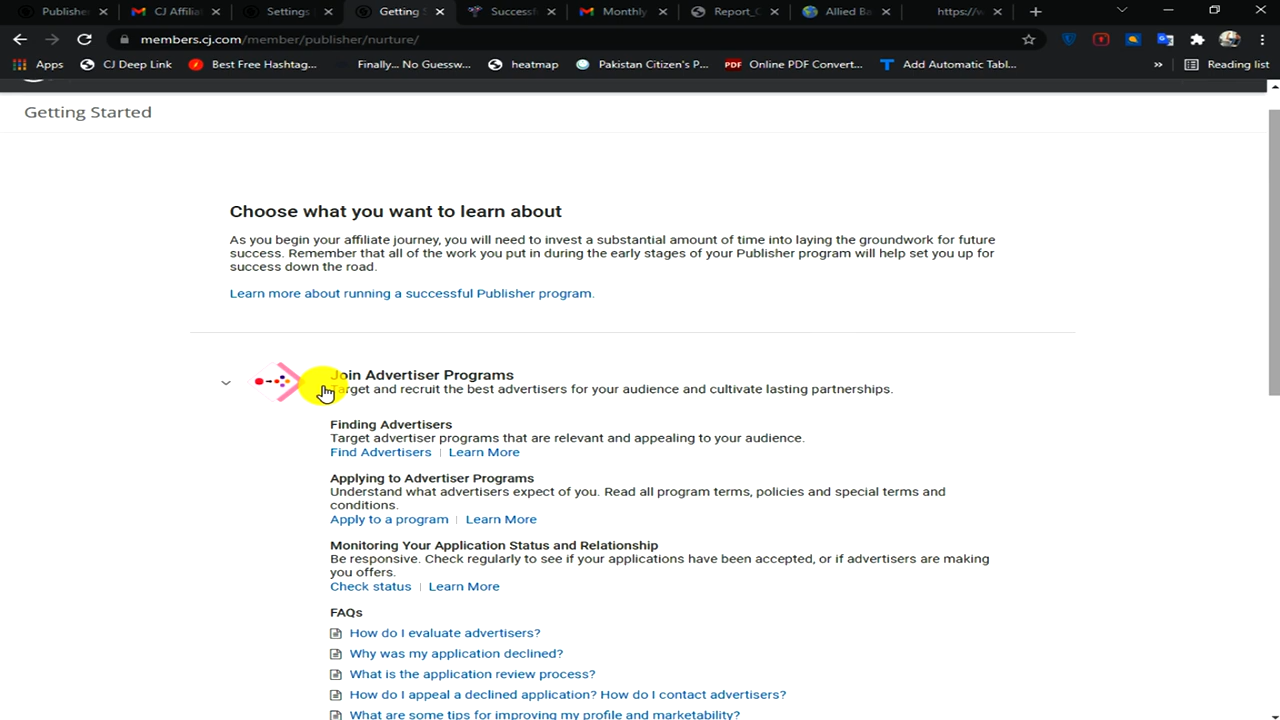 Publishe
CJ Affilia
Settings
Getting
Success
Monthly
Report_C
Allied Ba
https://w
members.cj.com/member/publisher/nurture/
Apps
CJ Deep Link
Best Free Hashtag...
Finally... No Guessw...
heatmap
Pakistan Citizen's P...
PDF Online PDF Convert...
Add Automatic Tabl...
»
Reading list
Getting Started
Choose what you want to learn about
As you begin your affiliate journey, you will need to invest a substantial amount of time into laying the groundwork for future
success. Remember that all of the work you put in during the early stages of your Publisher program will help set you up for
success down the road.
Learn more about running a successful Publisher program.
Join Advertiser Programs
Target and recruit the best advertisers for your audience and cultivate lasting partnerships.
Finding Advertisers
Target advertiser programs that are relevant and appealing to your audience.
Find Advertisers | Learn More
Applying to Advertiser Programs
Understand what advertisers expect of you. Read all program terms, policies and special terms and
conditions.
Apply to a program | Learn More
Monitoring Your Application Status and Relationship
Be responsive. Check regularly to see if your applications have been accepted, or if advertisers are making
you offers.
Check status | Learn More
FAQs
How do I evaluate advertisers?
Why was my application declined?
What is the application review process?
How do I appeal a declined application? How do I contact advertisers?
What are some tips for improving my profile and marketability?